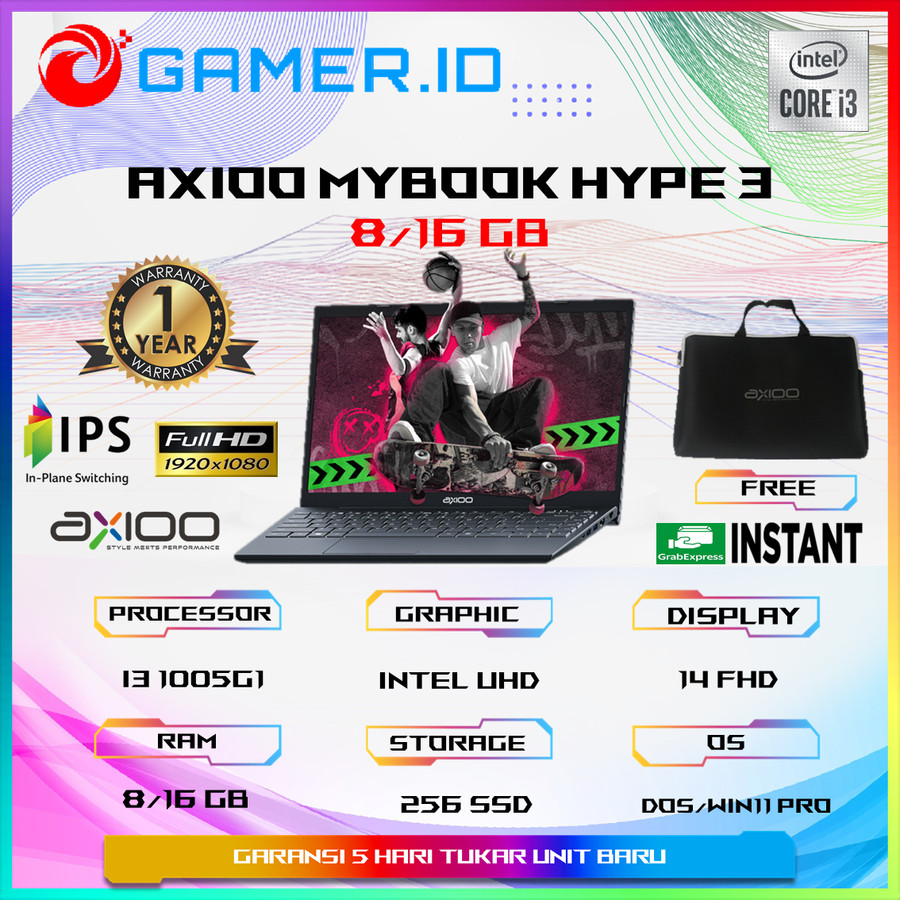 GAMER.ID
intel
CORE i3
AXIOO MYBOOK HYPE 3
8/16 GB
WARRANTY
1
YEAR
WARRANTY
IPS
In-Plane Switching
Full HD
1920x1080
AXIOO
STYLE MEETS PERFORMANCE
AXIOO
AXIOO
FREE
GrabExpress
INSTANT
PROCESSOR
I3 1005G1
GRAPHIC
INTEL UHD
DISPLAY
14 FHD
RAM
8/16 GB
STORAGE
256 SSD
OS
DOS/WIN11 PRO
GARANSI 5 HARI TUKAR UNIT BARU